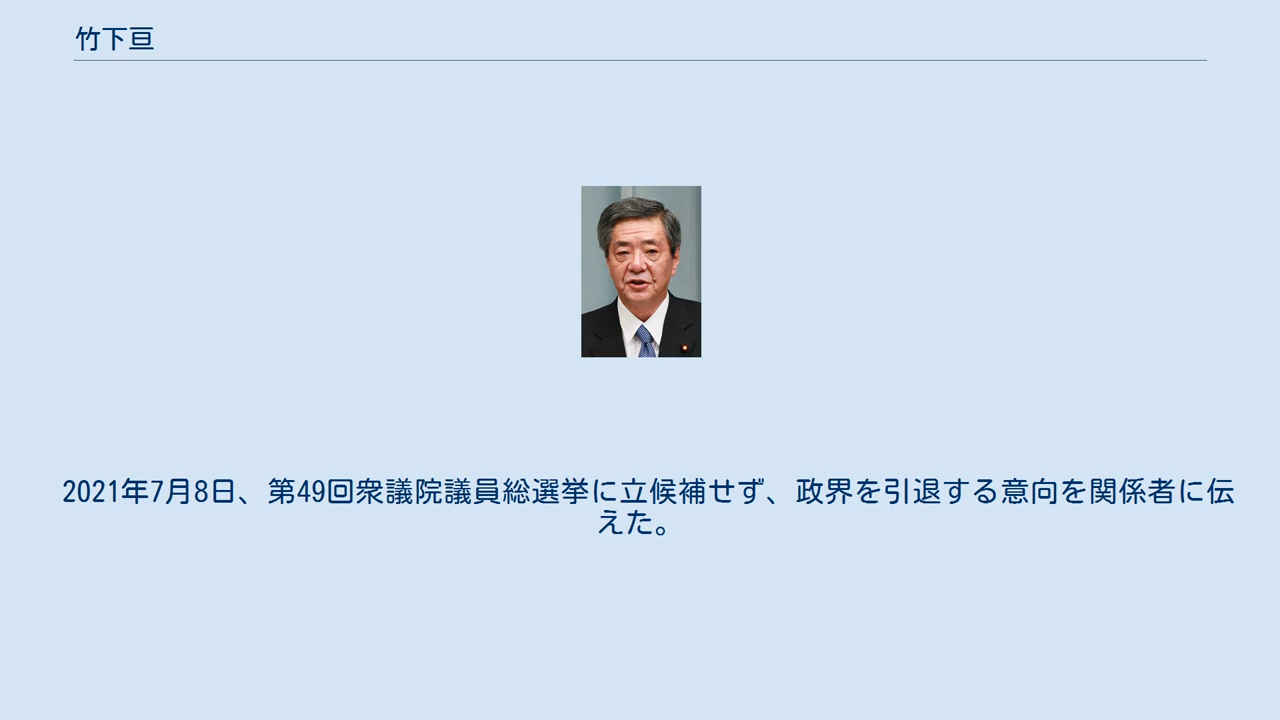 竹下亘
2021年7月8日、第49回衆議院議員総選挙に立候補せず、政界を引退する意向を関係者に伝
えた。